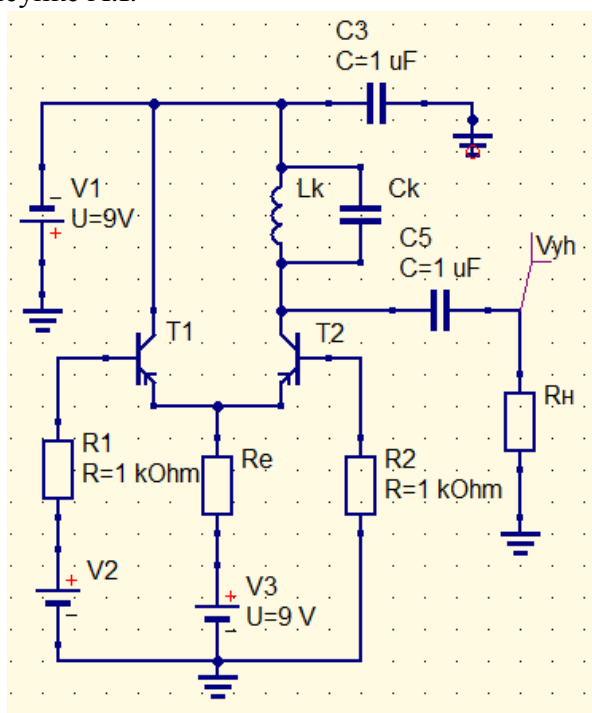 C3
C=1 uF
V1
U=9V
Lk
Ck
C5
C=1 uF
Vyh
T1
T2
Rн
R1
R=1 kOhm
Re
R2
R=1 kOhm
V2
V3
U=9 V